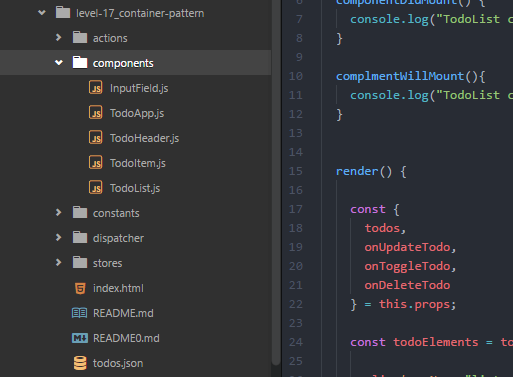 level-17_container-pattern
actions
components
JS InputField.js
JS TodoApp.js
JS TodoHeader.js
JS TodoItem.js
JS TodoList.js
constants
dispatcher
stores
index.html
README.md
README0.md
todos.json
6 componentDidMount() {
7 console.log("TodoList c
8 }
9
10 complmentWillMount(){
11 console.log("TodoList c
12 }
13
14
15 render() {
16
17 const {
18 todos,
19 onUpdateTodo,
20 onToggleTodo,
21 onDeleteTodo
22 } = this.props;
23
24 const todoElements = to
25